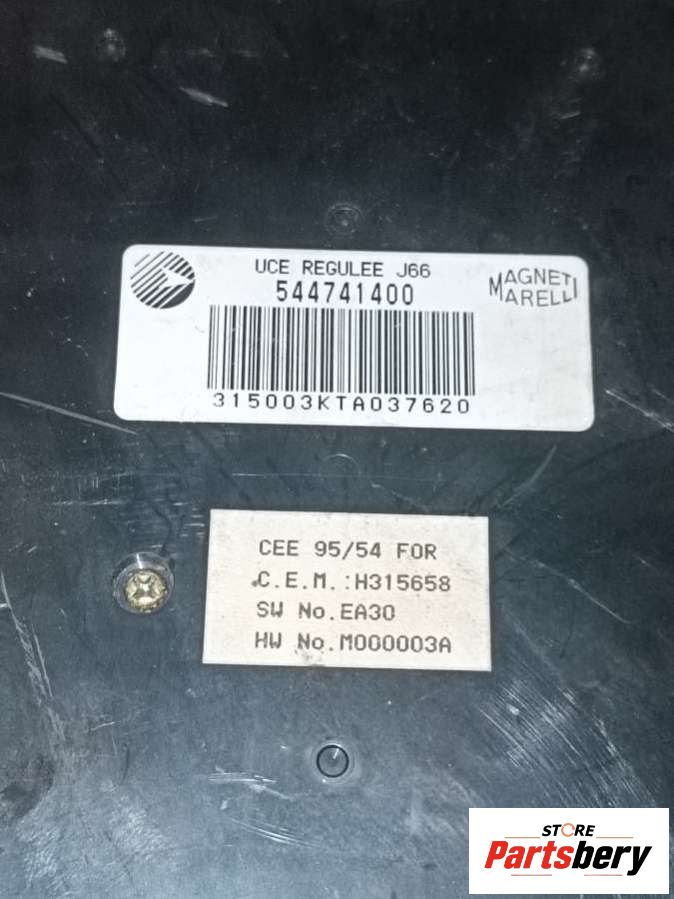 UCE REGULEE J66
544741400
MAGNETI
MARELLI
315003KTA037620
CEE 95/54 FOR
.C.E.M.:H315658
SW No.EA30
HW No.M000003A
STORE
Partsbery